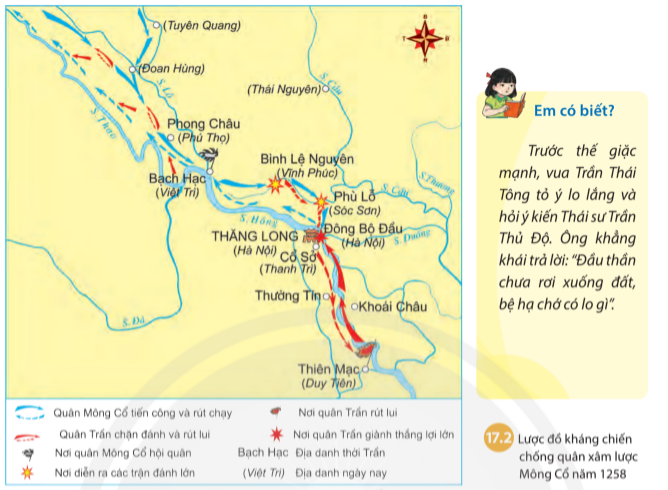 (Tuyên Quang)
(Đoan Hùng)
S. Lô
S. Thao
(Thái Nguyên)
S. Cầu
Phong Châu
(Phú Thọ)
Bạch Hạc
(Việt Trì)
Bình Lệ Nguyên
(Vĩnh Phúc)
Phù Lỗ
(Sóc Sơn)
S. Cầu
S. Thương
S. Hồng
S. Đuống
Đông Bộ Đầu
(Hà Nội)
THĂNG LONG
(Hà Nội)
Cổ Sở
(Thanh Trì)
Thường Tín
Khoái Châu
S. Đà
Thiên Mạc
(Duy Tiên)
B
T
Đ
N
Quân Mông Cổ tiến công và rút chạy
Quân Trần chặn đánh và rút lui
Nơi quân Mông Cổ hội quân
Nơi diễn ra các trận đánh lớn
Nơi quân Trần rút lui
Nơi quân Trần giành thắng lợi lớn
Bạch Hạc Địa danh thời Trần
(Việt Trì) Địa danh ngày nay
Em có biết?
Trước thế giặc
mạnh, vua Trần Thái
Tông tỏ ý lo lắng và
hỏi ý kiến Thái sư Trần
Thủ Độ. Ông khẳng
khái trả lời: “Đầu thần
chưa rơi xuống đất,
bệ hạ chớ có lo gì”.
17.2 Lược đồ kháng chiến
chống quân xâm lược
Mông Cổ năm 1258